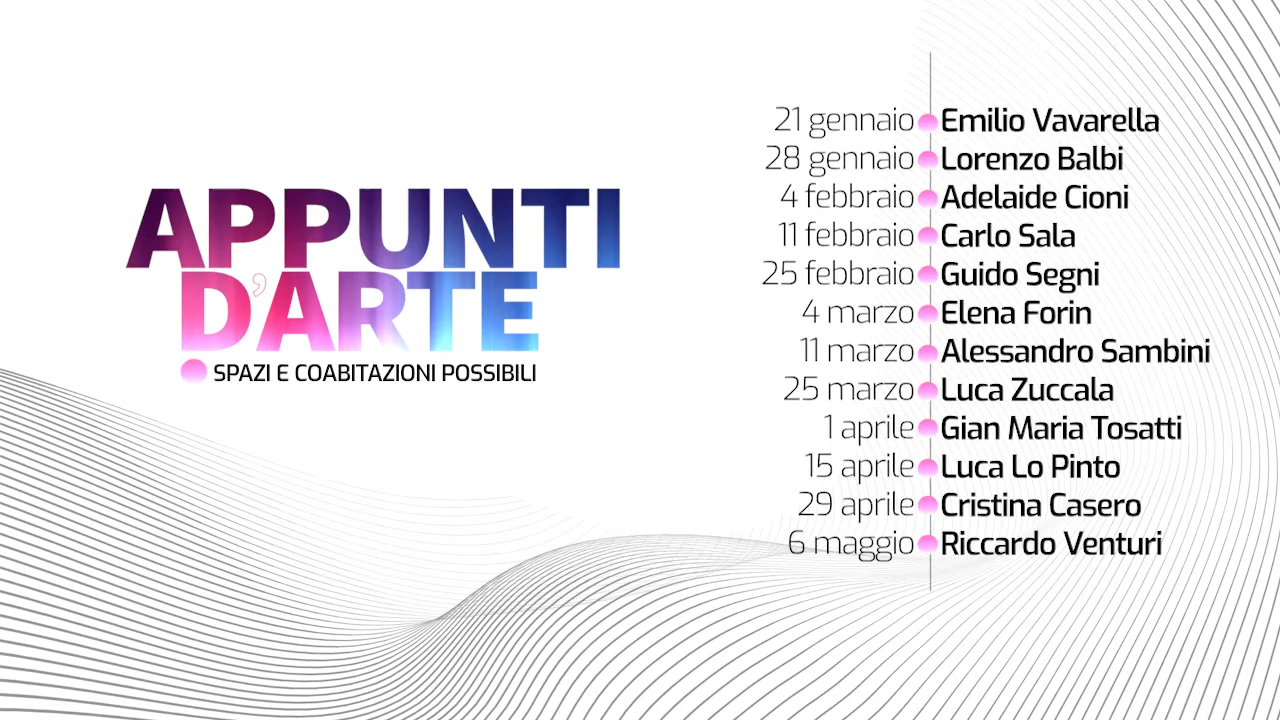 APPUNTI
D'ARTE
SPAZI E COABITAZIONI POSSIBILI
21 gennaio Emilio Vavarella
28 gennaio Lorenzo Balbi
4 febbraio Adelaide Cioni
11 febbraio Carlo Sala
25 febbraio Guido Segni
4 marzo Elena Forin
11 marzo Alessandro Sambini
25 marzo Luca Zuccala
1 aprile Gian Maria Tosatti
15 aprile Luca Lo Pinto
29 aprile Cristina Casero
6 maggio Riccardo Venturi